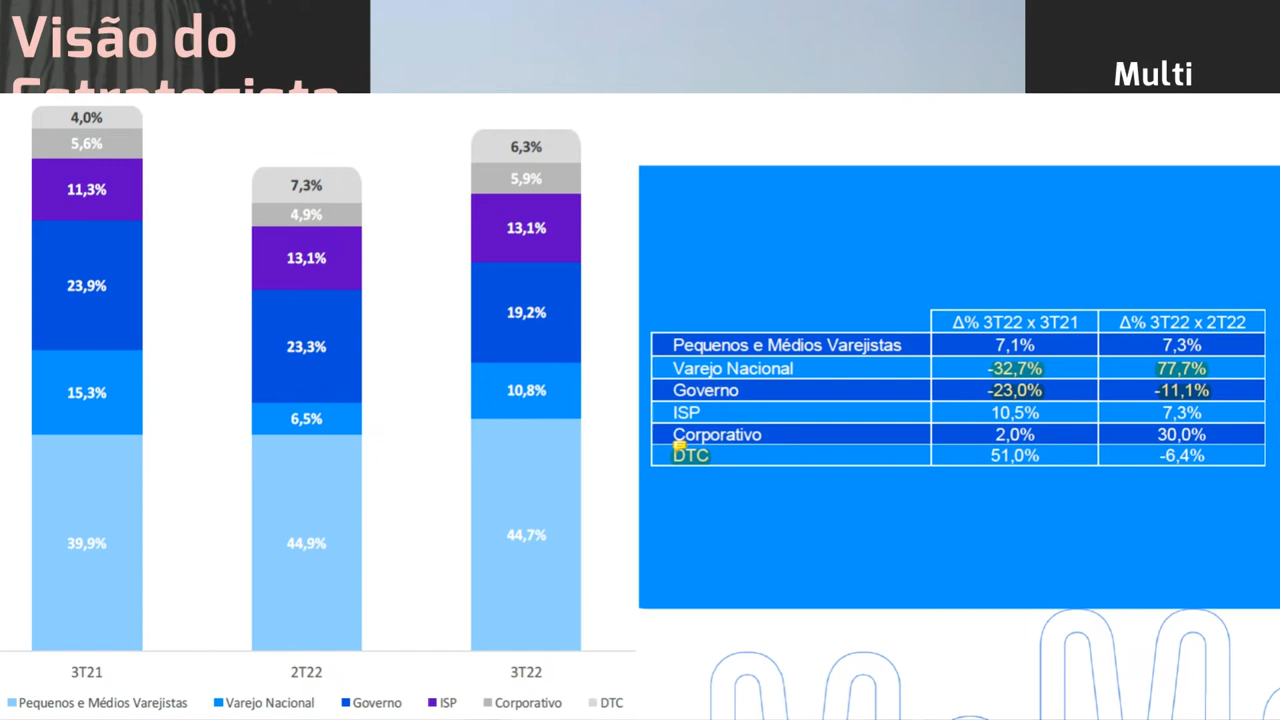 Visão do
Estrategista
Multi
4,0%
5,6%
11,3%
23,9%
15,3%
39,9%
7,3%
4,9%
13,1%
23,3%
6,5%
44,9%
6,3%
5,9%
13,1%
19,2%
10,8%
44,7%
3T21 2T22 3T22
Pequenos e Médios Varejistas Varejo Nacional Governo ISP Corporativo DTC
Δ% 3T22 x 3T21 Δ% 3T22 x 2T22
Pequenos e Médios Varejistas 7,1% 7,3%
Varejo Nacional -32,7% 77,7%
Governo -23,0% -11,1%
ISP 10,5% 7,3%
Corporativo 2,0% 30,0%
DTC 51,0% -6,4%